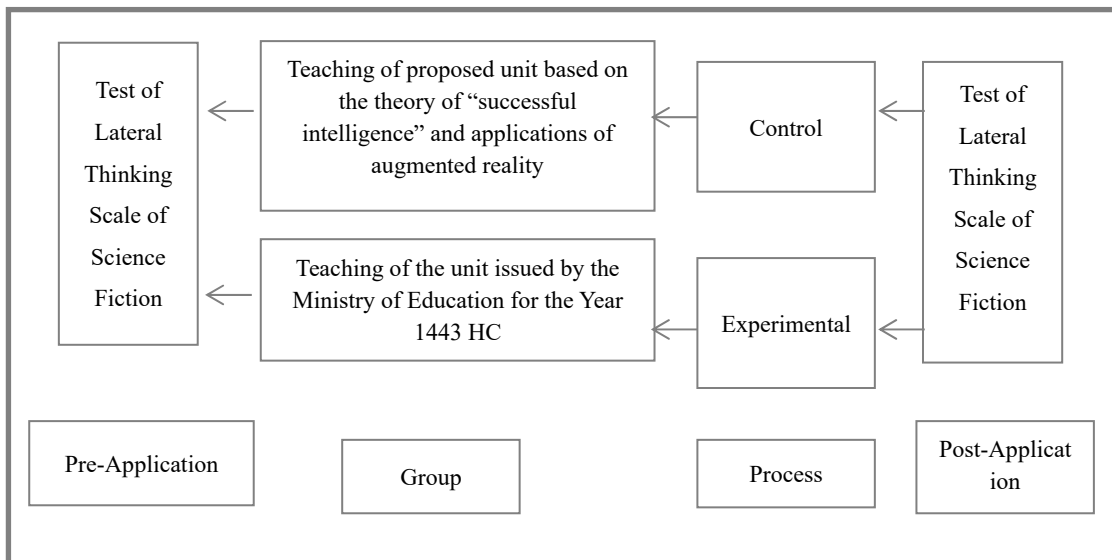 Test of
Lateral
Thinking
Scale of
Science
Fiction
Teaching of proposed unit based on
the theory of “successful
intelligence” and applications of
augmented reality
Control
Test of
Lateral
Thinking
Scale of
Science
Fiction
Teaching of the unit issued by the
Ministry of Education for the Year
1443 HC
Experimental
Pre-Application
Group
Process
Post-Applicat
ion